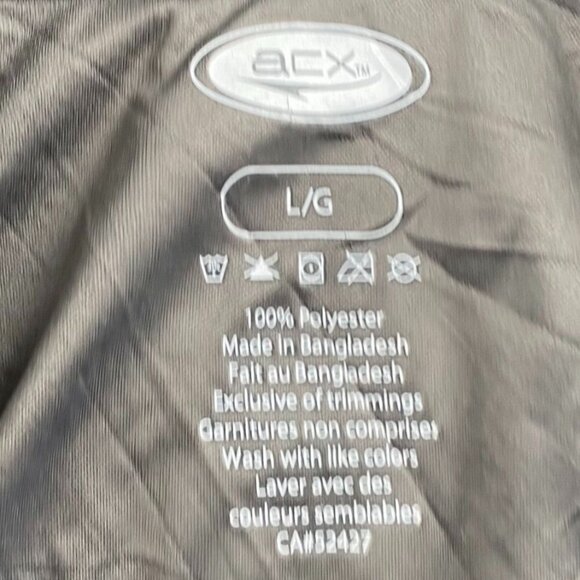 acx™
L/G
100% Polyester
Made In Bangladesh
Fait au Bangladesh
Exclusive of trimmings
Garnitures non comprises
Wash with like colors
Laver avec des
couleurs semblables
CA#52427